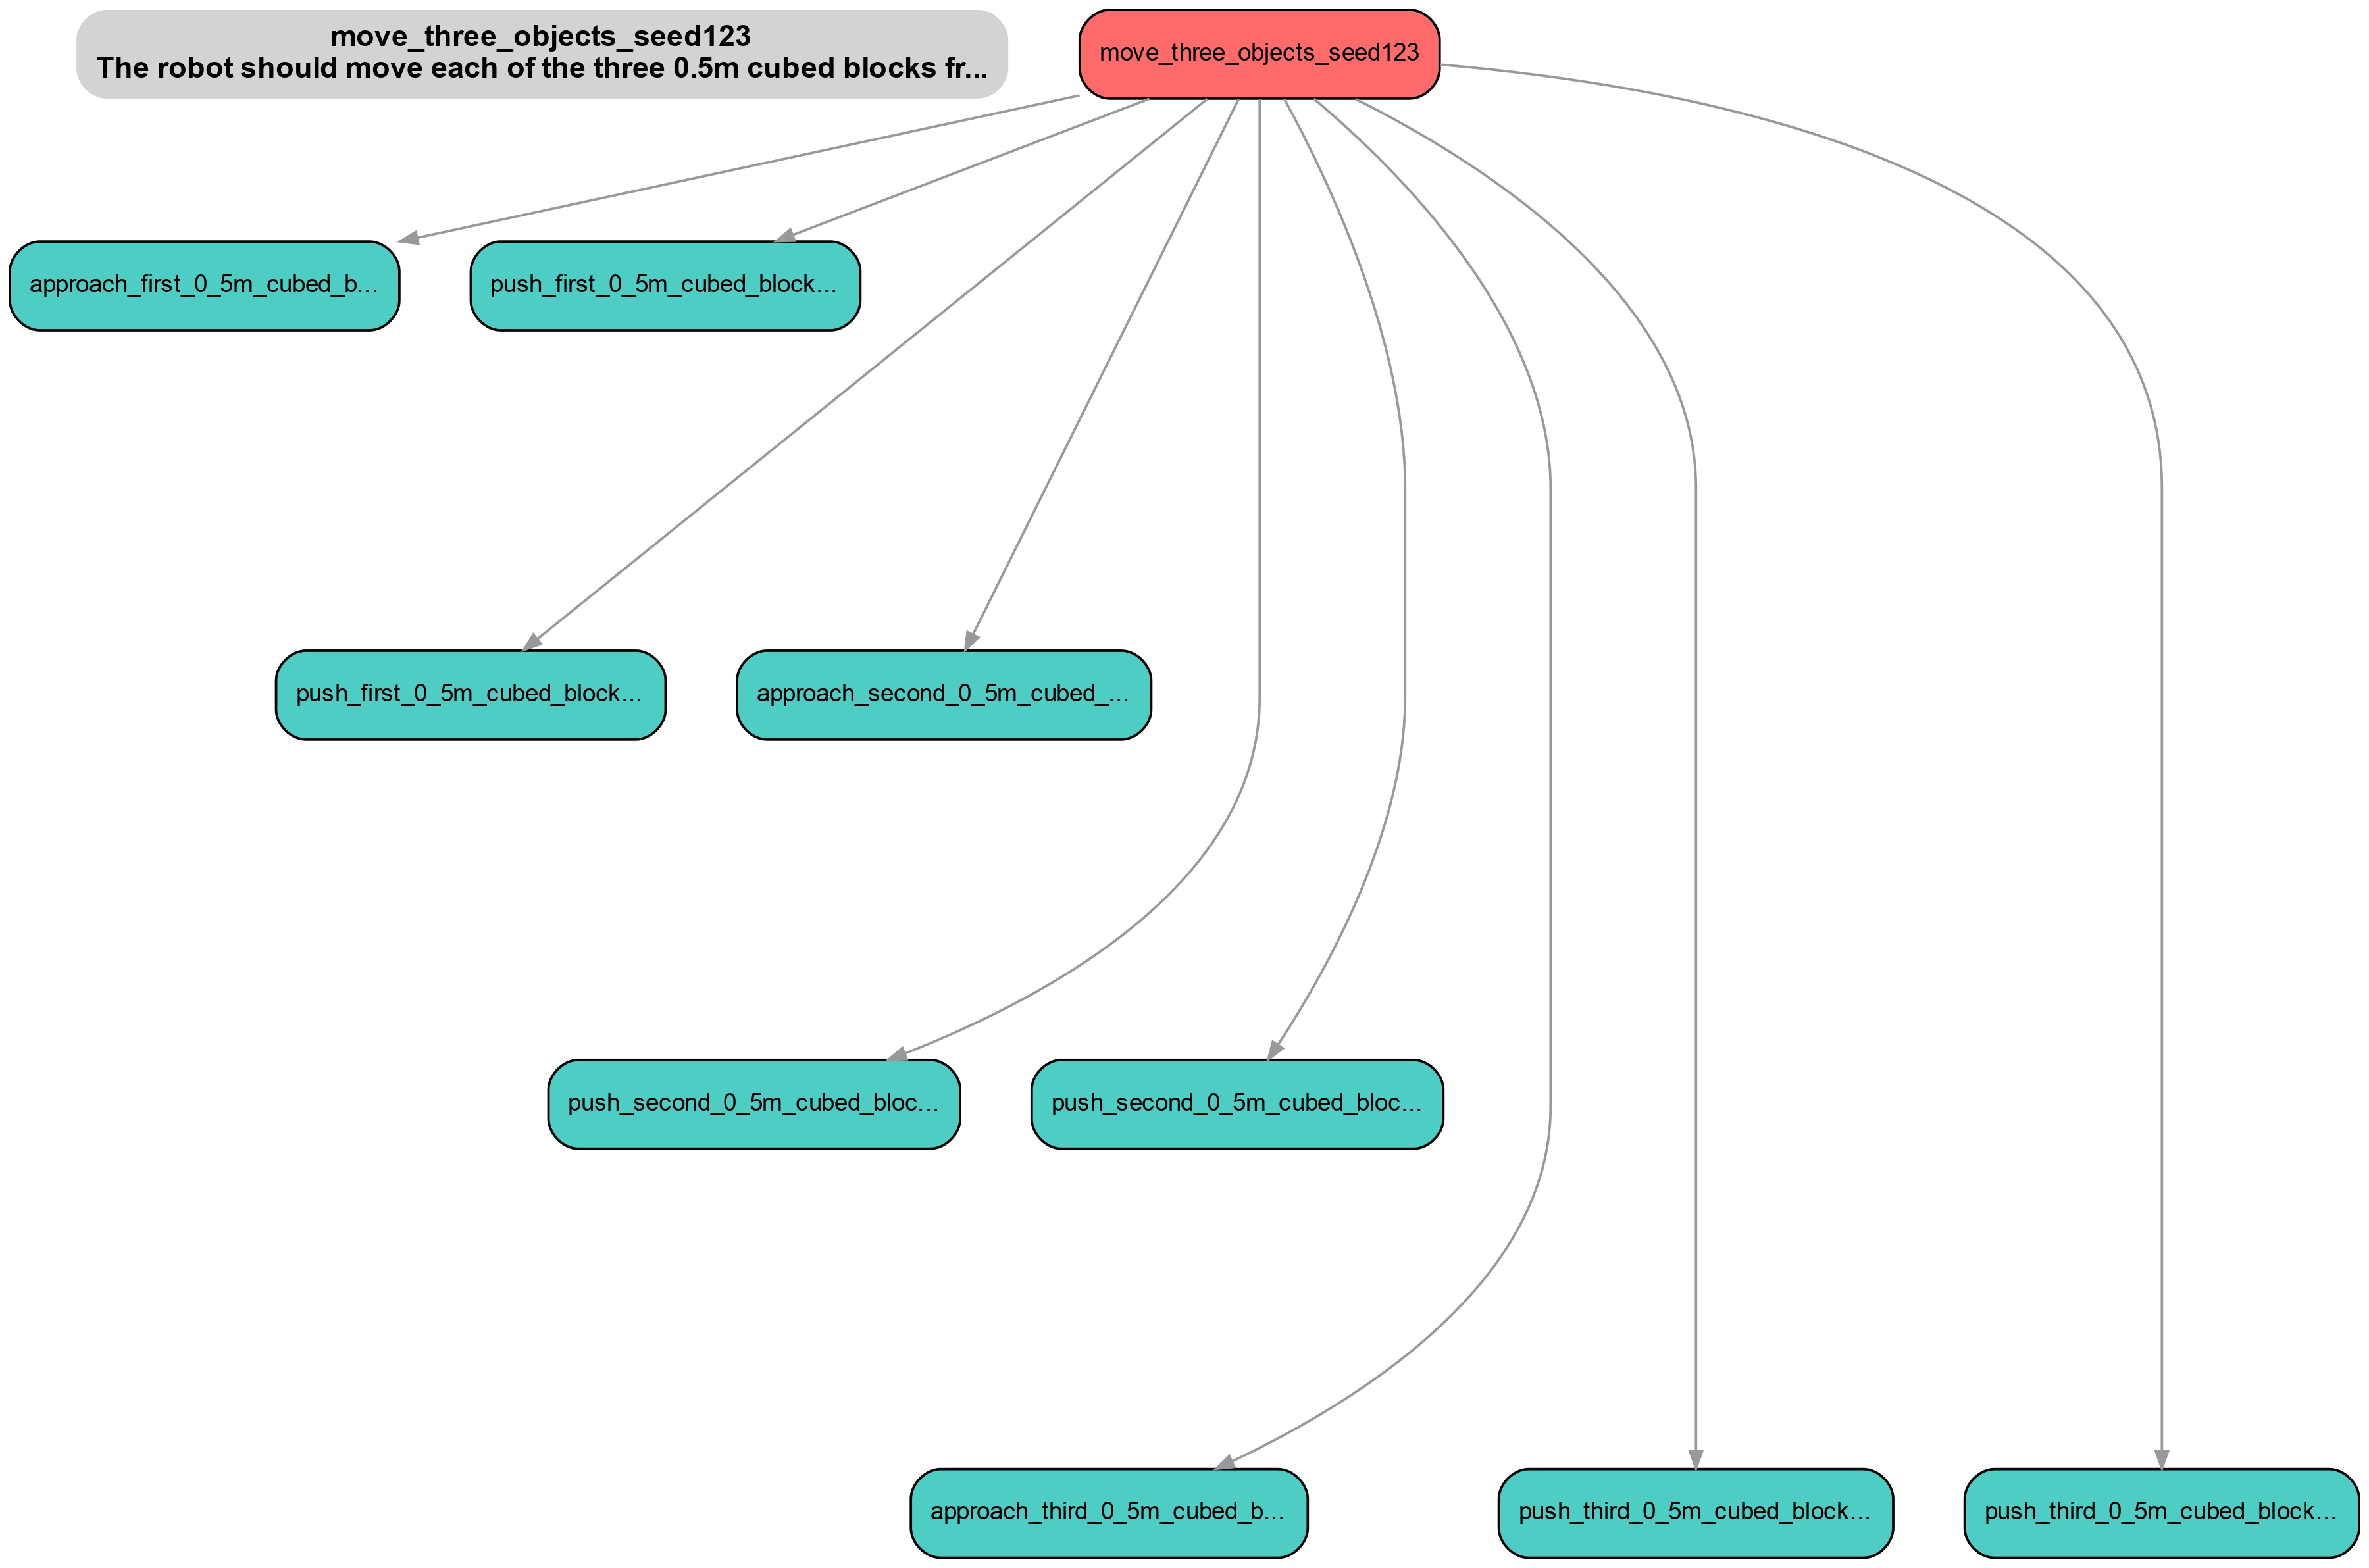 move_three_objects_seed123
The robot should move each of the three 0.5m cubed blocks fr...
move_three_objects_seed123
approach_first_0_5m_cubed_b...
push_first_0_5m_cubed_block...
push_first_0_5m_cubed_block...
approach_second_0_5m_cubed_...
push_second_0_5m_cubed_bloc...
push_second_0_5m_cubed_bloc...
approach_third_0_5m_cubed_b...
push_third_0_5m_cubed_block...
push_third_0_5m_cubed_block...